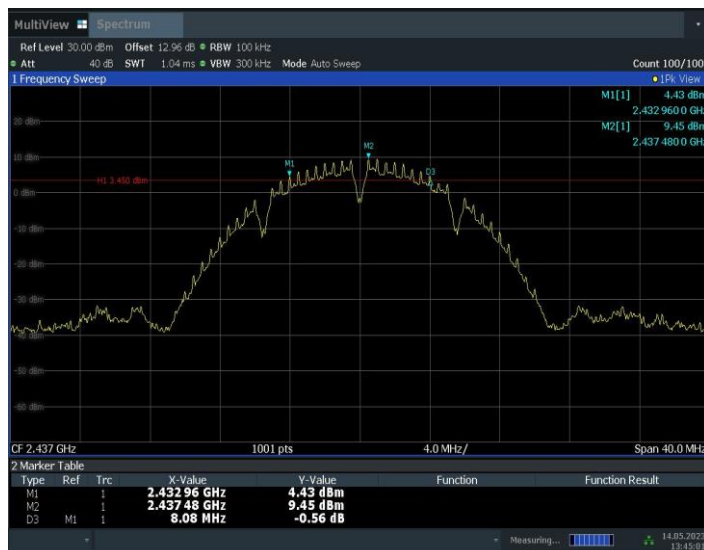 MultiView Spectrum
Ref Level 30.00 dBm Offset 12.96 dB RBW 100 kHz
Att 40 dB SWT 1.04 ms VBW 300 kHz Mode Auto Sweep Count 100/100
1 Frequency Sweep 1Pk View
M1[1] 4.43 dBm
2.432 960 0 GHz
M2[1] 9.45 dBm
2.437 480 0 GHz
20 dBm
10 dBm
M1 M2 D3
H1 3.450 dBm
0 dBm
-10 dBm
-20 dBm
-30 dBm
-40 dBm
-50 dBm
-60 dBm
CF 2.437 GHz 1001 pts 4.0 MHz/ Span 40.0 MHz
2 Marker Table
Type Ref Trc X-Value Y-Value Function Function Result
M1 1 2.432 96 GHz 4.43 dBm
M2 1 2.437 48 GHz 9.45 dBm
D3 M1 1 8.08 MHz -0.56 dB
Measuring... 14.05.2023
13:45:01